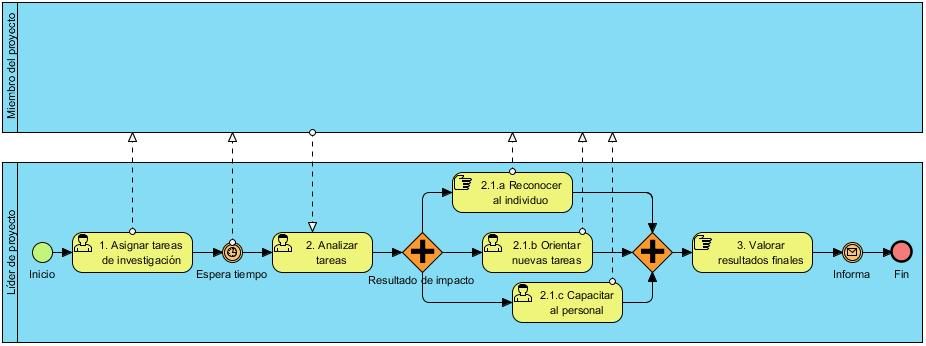 Miembro del proyecto
Líder de proyecto
Inicio
1. Asignar tareas
de investigación
Espera tiempo
2. Analizar
tareas
Resultado de impacto
2.1.a Reconocer
al individuo
2.1.b Orientar
nuevas tareas
2.1.c Capacitar
al personal
3. Valorar
resultados finales
Informa
Fin